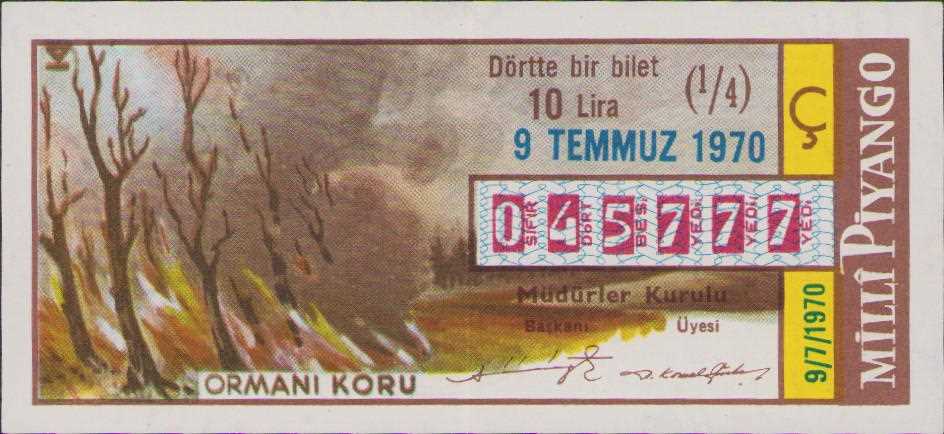 Dörtte bir bilet
10 Lira
(1/4)
9 TEMMUZ 1970
Ç
0 SIFIR 4 DÖRT 5 BEŞ 7 YEDİ 7 YEDİ 7 YEDİ
Müdürler Kurulu
Başkanı Üyesi
ORMANI KORU
9/7/1970
MİLLÎ PİYANGO